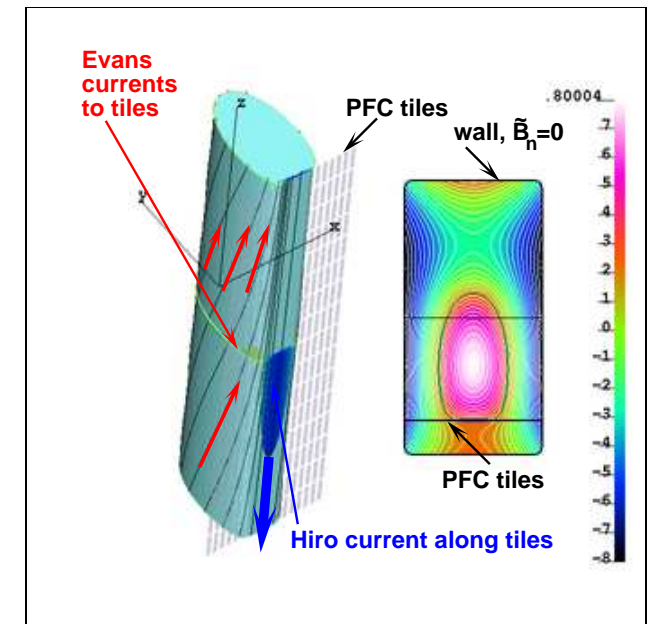 Evans
currents
to tiles
PFC tiles
wall, B̃n=0
z
y
x
.80004
.7
.5
.4
.3
.2
.1
.0
-.1
-.2
-.3
-.4
-.5
-.6
-.7
-.8
PFC tiles
Hiro current along tiles